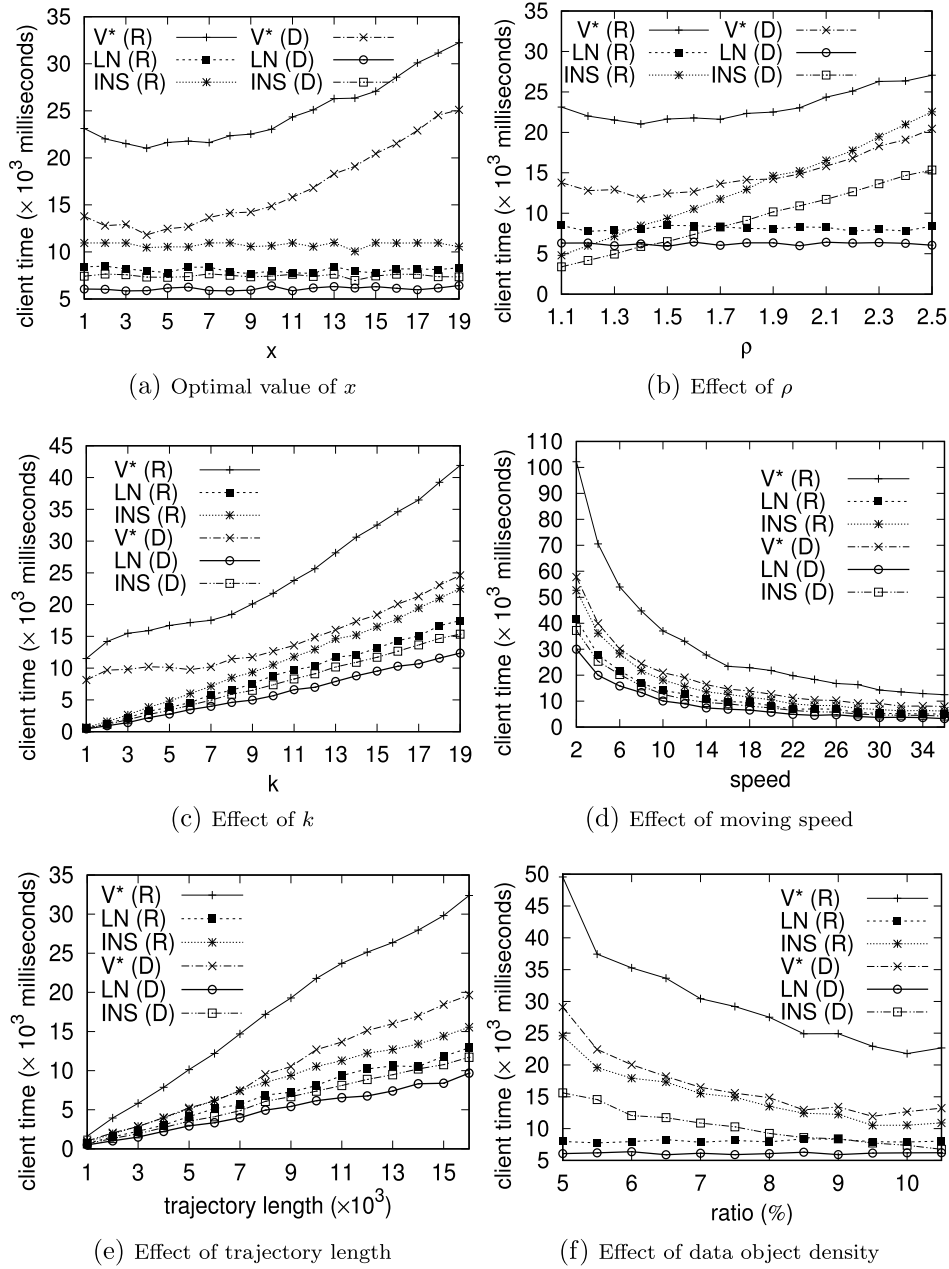 client time (× 10³ milliseconds)
35
30
25
20
15
10
5
V* (R)
LN (R)
INS (R)
V* (D)
LN (D)
INS (D)
1 3 5 7 9 11 13 15 17 19
x
(a) Optimal value of x
client time (× 10³ milliseconds)
35
30
25
20
15
10
5
0
V* (R)
LN (R)
INS (R)
V* (D)
LN (D)
INS (D)
1.1 1.3 1.5 1.7 1.9 2.1 2.3 2.5
ρ
(b) Effect of ρ
client time (× 10³ milliseconds)
45
40
35
30
25
20
15
10
5
0
V* (R)
LN (R)
INS (R)
V* (D)
LN (D)
INS (D)
1 3 5 7 9 11 13 15 17 19
k
(c) Effect of k
client time (× 10³ milliseconds)
110
100
90
80
70
60
50
40
30
20
10
0
V* (R)
LN (R)
INS (R)
V* (D)
LN (D)
INS (D)
2 6 10 14 18 22 26 30 34
speed
(d) Effect of moving speed
client time (× 10³ milliseconds)
35
30
25
20
15
10
5
0
V* (R)
LN (R)
INS (R)
V* (D)
LN (D)
INS (D)
1 3 5 7 9 11 13 15
trajectory length (×10³)
(e) Effect of trajectory length
client time (× 10³ milliseconds)
50
45
40
35
30
25
20
15
10
5
V* (R)
LN (R)
INS (R)
V* (D)
LN (D)
INS (D)
5 6 7 8 9 10
ratio (%)
(f) Effect of data object density